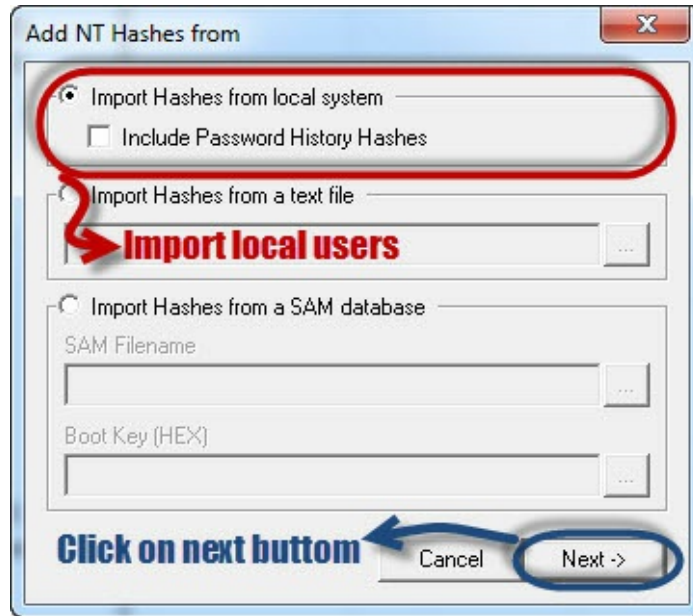 Add NT Hashes from
Import Hashes from local system
Include Password History Hashes
Import Hashes from a text file
Import local users
...
Import Hashes from a SAM database
SAM Filename
...
Boot Key (HEX)
...
Click on next buttom
Cancel
Next ->